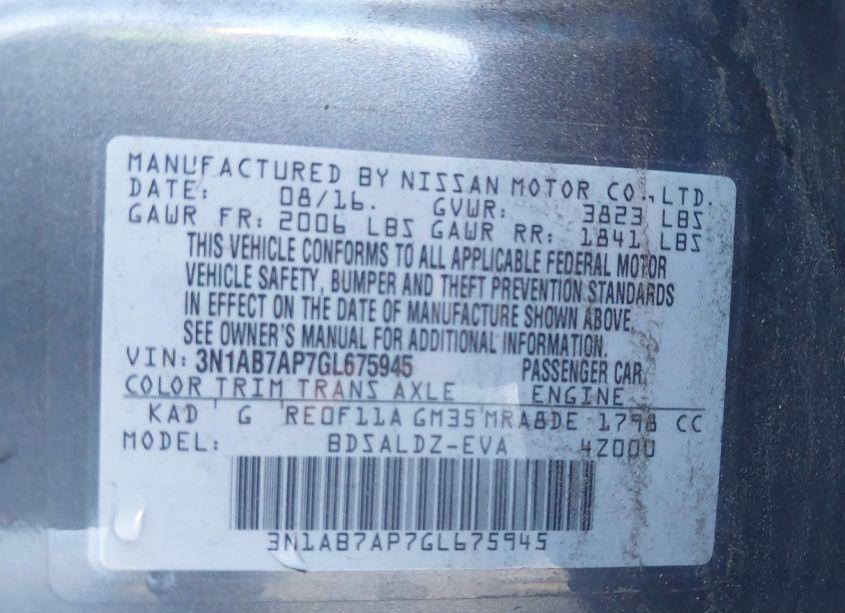 MANUFACTURED BY NISSAN MOTOR CO.,LTD.
DATE: 08/16. GVWR: 3823 LBS
GAWR FR: 2006 LBS GAWR RR: 1841 LBS
THIS VEHICLE CONFORMS TO ALL APPLICABLE FEDERAL MOTOR
VEHICLE SAFETY, BUMPER AND THEFT PREVENTION STANDARDS
IN EFFECT ON THE DATE OF MANUFACTURE SHOWN ABOVE.
SEE OWNER'S MANUAL FOR ADDITIONAL INFORMATION.
VIN: 3N1AB7AP7GL675945 PASSENGER CAR.
COLOR TRIM TRANS AXLE ENGINE
KAD G RE0F11A GM35 MRA8DE 1798 CC
MODEL: BDSALDZ-EVA 4Z000
3N1AB7AP7GL675945